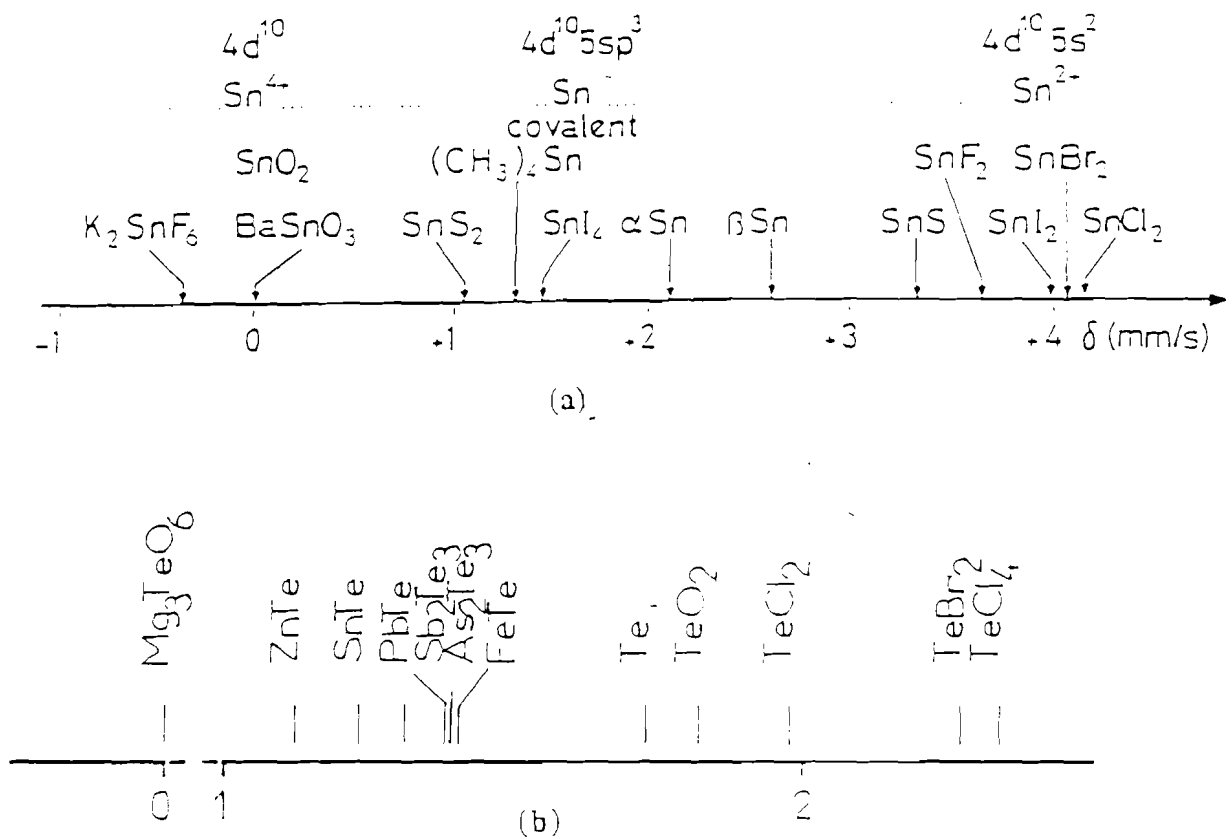 4d¹⁰ 4d¹⁰5sp³ 4d¹⁰5s²
Sn⁴⁺ Sn Sn²⁺
covalent
SnO₂ (CH₃)₄Sn SnF₂ SnBr₂
K₂SnF₆ BaSnO₃ SnS₂ SnI₄ αSn βSn SnS SnI₂ SnCl₂
-1 0 +1 +2 +3 +4 δ (mm/s)
(a)
Mg₃TeO₆ ZnTe SnTe PbTe Sb₂Te₃ As₂Te₃ FeTe Te TeO₂ TeCl₂ TeBr₂ TeCl₄
0 1 2
(b)